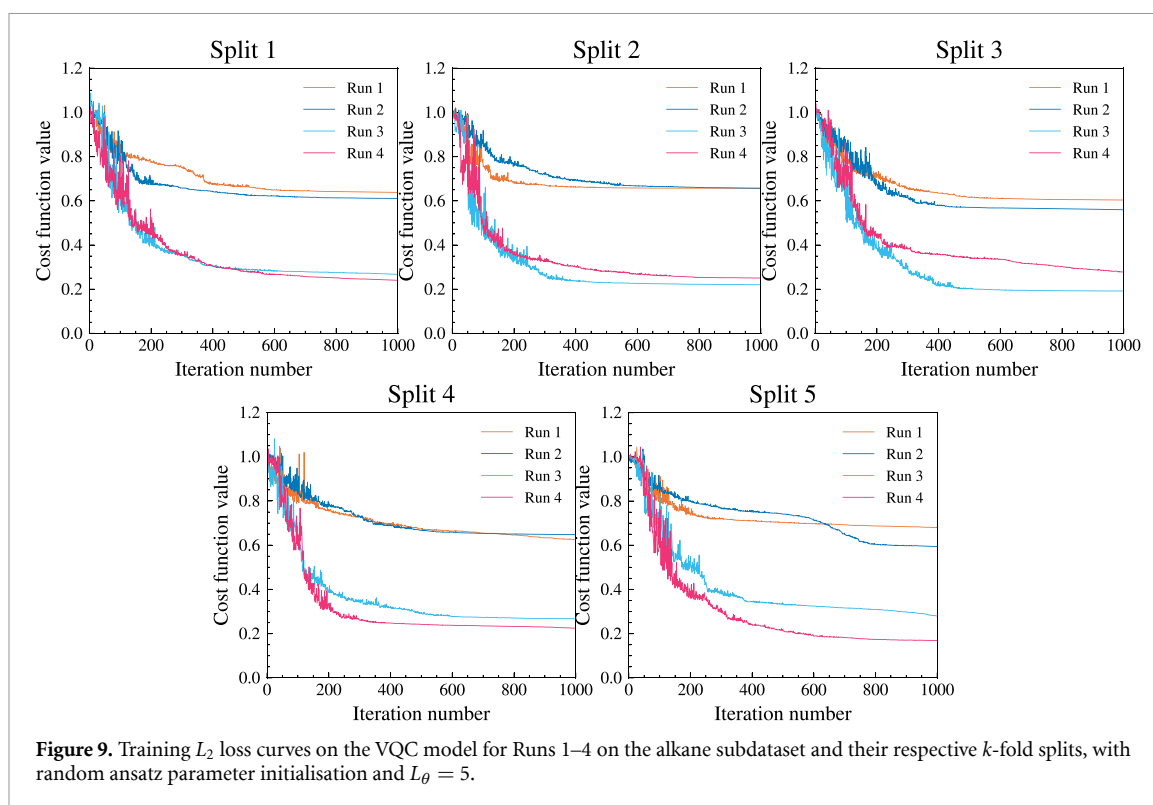 Split 1
1.2
1.0
0.8
0.6
0.4
0.2
0.0
Cost function value
Run 1
Run 2
Run 3
Run 4
0 200 400 600 800 1000
Iteration number
Split 2
1.2
1.0
0.8
0.6
0.4
0.2
0.0
Cost function value
Run 1
Run 2
Run 3
Run 4
0 200 400 600 800 1000
Iteration number
Split 3
1.2
1.0
0.8
0.6
0.4
0.2
0.0
Cost function value
Run 1
Run 2
Run 3
Run 4
0 200 400 600 800 1000
Iteration number
Split 4
1.2
1.0
0.8
0.6
0.4
0.2
0.0
Cost function value
Run 1
Run 2
Run 3
Run 4
0 200 400 600 800 1000
Iteration number
Split 5
1.2
1.0
0.8
0.6
0.4
0.2
0.0
Cost function value
Run 1
Run 2
Run 3
Run 4
0 200 400 600 800 1000
Iteration number
Figure 9. Training L₂ loss curves on the VQC model for Runs 1–4 on the alkane subdataset and their respective k-fold splits, with
random ansatz parameter initialisation and L_θ = 5.